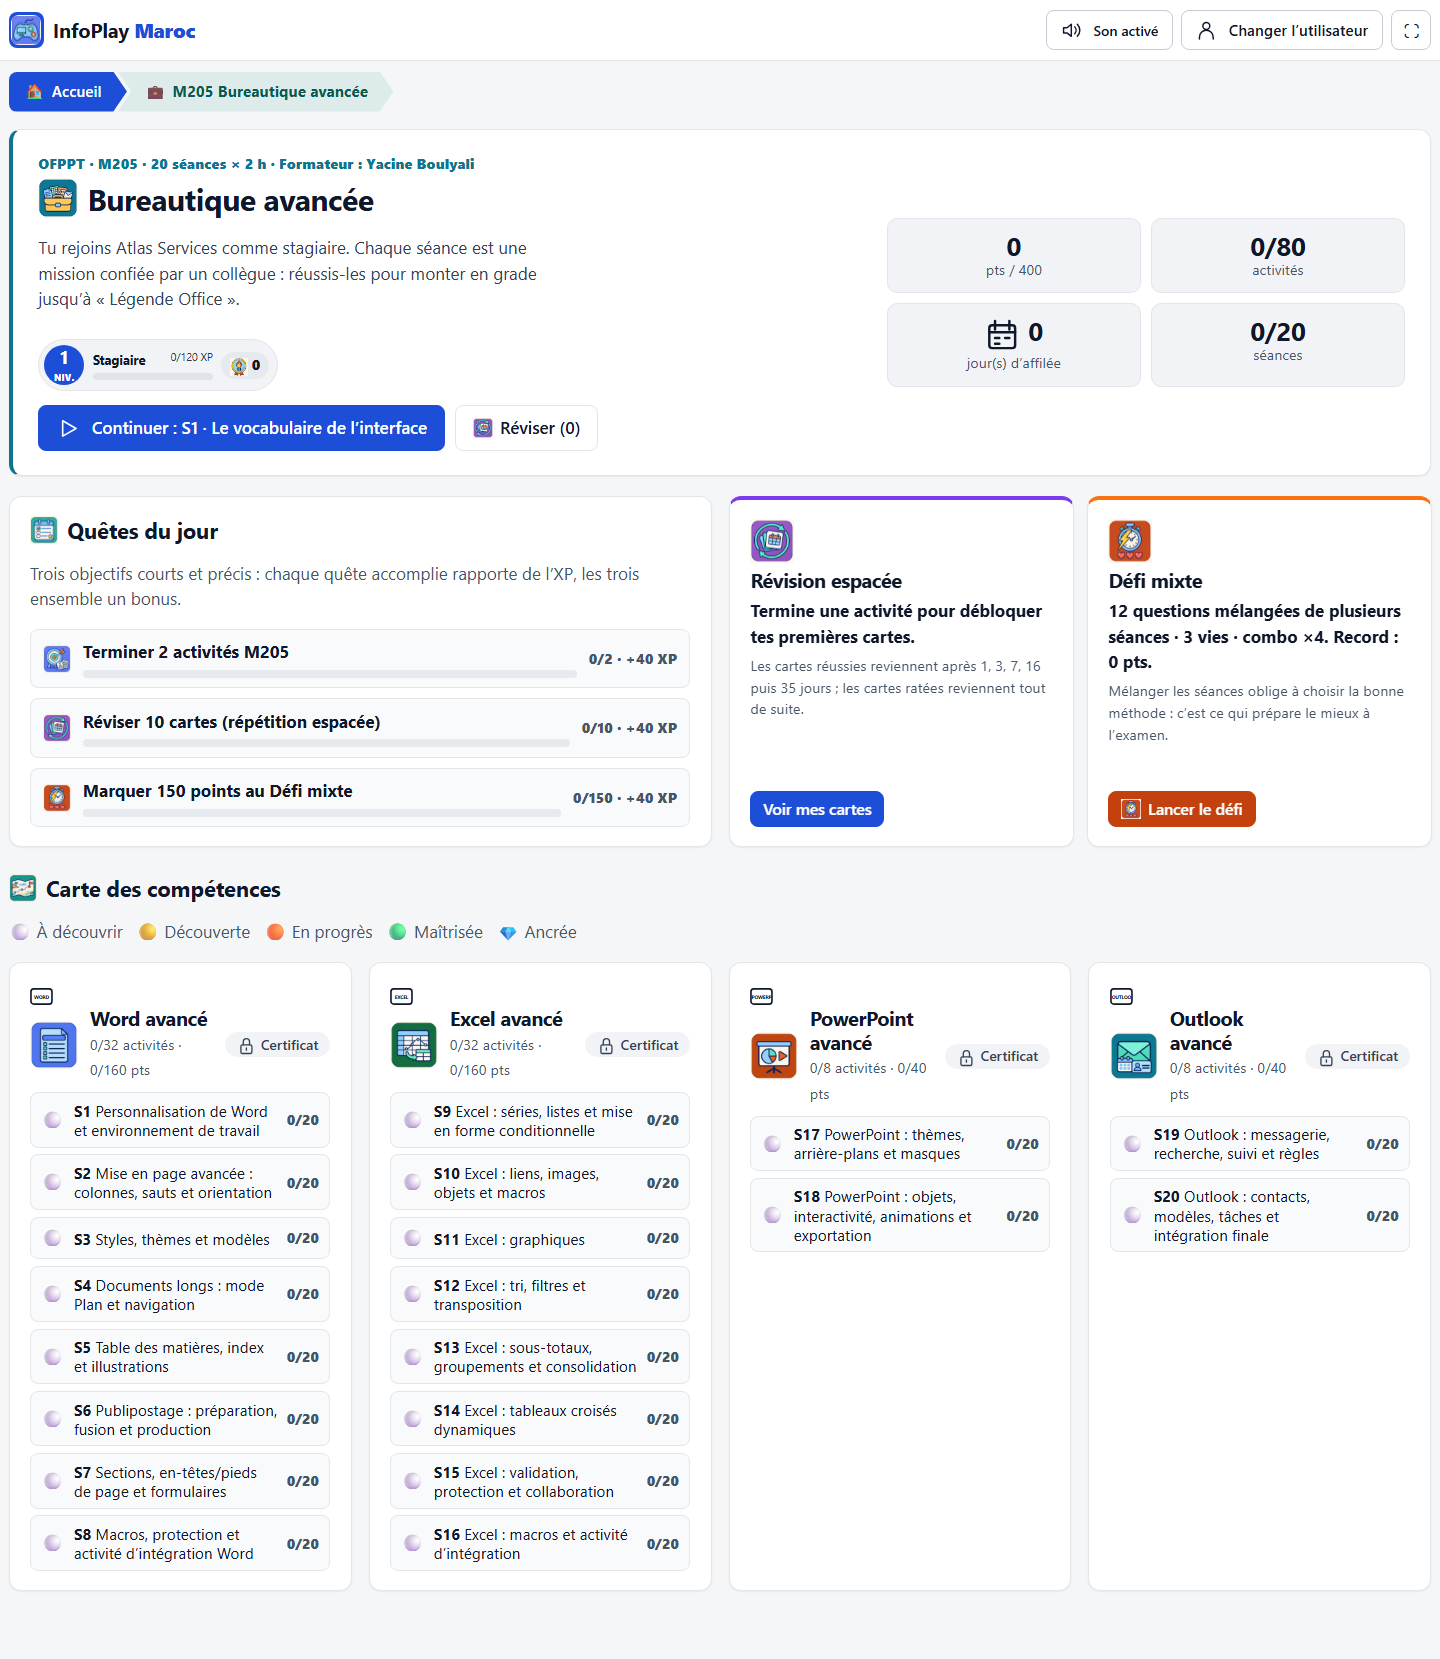 InfoPlay Maroc
Son activé
Changer l’utilisateur
Accueil
M205 Bureautique avancée
OFPPT · M205 · 20 séances × 2 h · Formateur : Yacine Boulyali
Bureautique avancée
Tu rejoins Atlas Services comme stagiaire. Chaque séance est une
mission confiée par un collègue : réussis-les pour monter en grade
jusqu’à « Légende Office ».
1
NIV.
Stagiaire
0/120 XP
0
Continuer : S1 · Le vocabulaire de l’interface
Réviser (0)
0
pts / 400
0/80
activités
0
jour(s) d’affilée
0/20
séances
Quêtes du jour
Trois objectifs courts et précis : chaque quête accomplie rapporte de l’XP, les trois
ensemble un bonus.
Terminer 2 activités M205
0/2 · +40 XP
Réviser 10 cartes (répétition espacée)
0/10 · +40 XP
Marquer 150 points au Défi mixte
0/150 · +40 XP
Révision espacée
Termine une activité pour débloquer
tes premières cartes.
Les cartes réussies reviennent après 1, 3, 7, 16
puis 35 jours ; les cartes ratées reviennent tout
de suite.
Voir mes cartes
Défi mixte
12 questions mélangées de plusieurs
séances · 3 vies · combo ×4. Record :
0 pts.
Mélanger les séances oblige à choisir la bonne
méthode : c’est ce qui prépare le mieux à
l’examen.
Lancer le défi
Carte des compétences
À découvrir
Découverte
En progrès
Maîtrisée
Ancrée
WORD
Word avancé
0/32 activités ·
0/160 pts
Certificat
S1 Personnalisation de Word
et environnement de travail
0/20
S2 Mise en page avancée :
colonnes, sauts et orientation
0/20
S3 Styles, thèmes et modèles
0/20
S4 Documents longs : mode
Plan et navigation
0/20
S5 Table des matières, index
et illustrations
0/20
S6 Publipostage : préparation,
fusion et production
0/20
S7 Sections, en-têtes/pieds
de page et formulaires
0/20
S8 Macros, protection et
activité d’intégration Word
0/20
EXCEL
Excel avancé
0/32 activités ·
0/160 pts
Certificat
S9 Excel : séries, listes et mise
en forme conditionnelle
0/20
S10 Excel : liens, images,
objets et macros
0/20
S11 Excel : graphiques
0/20
S12 Excel : tri, filtres et
transposition
0/20
S13 Excel : sous-totaux,
groupements et consolidation
0/20
S14 Excel : tableaux croisés
dynamiques
0/20
S15 Excel : validation,
protection et collaboration
0/20
S16 Excel : macros et activité
d’intégration
0/20
PowerPoint
avancé
0/8 activités · 0/40
pts
Certificat
S17 PowerPoint : thèmes,
arrière-plans et masques
0/20
S18 PowerPoint : objets,
interactivité, animations et
exportation
0/20
Outlook
avancé
0/8 activités · 0/40
pts
Certificat
S19 Outlook : messagerie,
recherche, suivi et règles
0/20
S20 Outlook : contacts,
modèles, tâches et
intégration finale
0/20